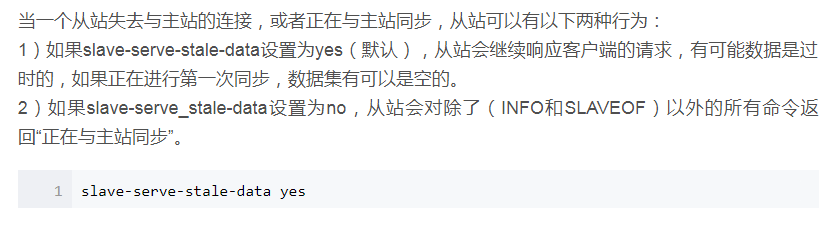 当一个从站失去与主站的连接，或者正在与主站同步，从站可以有以下两种行为：
1）如果slave-serve-stale-data设置为yes（默认），从站会继续响应客户端的请求，有可能数据是过
时的，如果正在进行第一次同步，数据集有可以是空的。
2）如果slave-serve_stale-data设置为no，从站会对除了（INFO和SLAVEOF）以外的所有命令返
回“正在与主站同步”。
1 slave-serve-stale-data yes